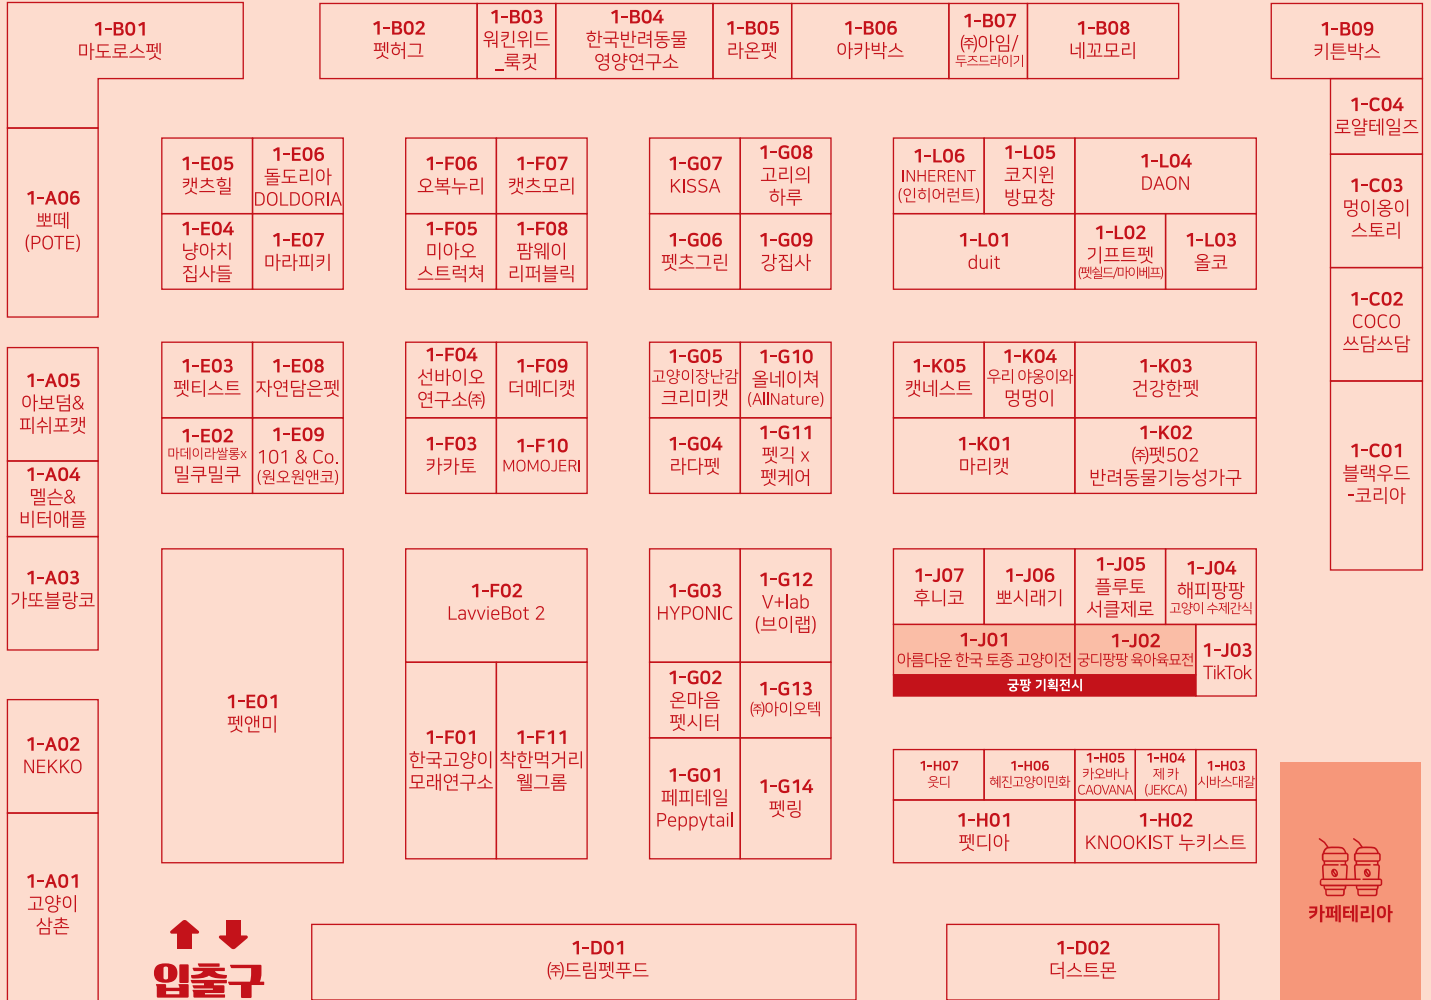 1-B01
마도로스펫
1-B02
펫허그
1-B03
워킨위드
_룩컷
1-B04
한국반려동물
영양연구소
1-B05
라온펫
1-B06
아카박스
1-B07
㈜아임/
두즈드라이기
1-B08
네꼬모리
1-B09
키튼박스
1-C04
로얄테일즈
1-C03
멍이옹이
스토리
1-C02
COCO
쓰담쓰담
1-C01
블랙우드
-코리아
1-A06
뽀떼
(POTE)
1-A05
아보덤&
피쉬포캣
1-A04
멜슨&
비터애플
1-A03
가또블랑코
1-A02
NEKKO
1-A01
고양이
삼촌
1-E05
캣츠힐
1-E06
돌도리아
DOLDORIA
1-E04
냥아치
집사들
1-E07
마라피키
1-F06
오복누리
1-F07
캣츠모리
1-F05
미아오
스트럭쳐
1-F08
팜웨이
리퍼블릭
1-G07
KISSA
1-G08
고리의
하루
1-G06
펫츠그린
1-G09
강집사
1-L06
INHERENT
(인히어런트)
1-L05
코지윈
방묘창
1-L04
DAON
1-L01
duit
1-L02
기프트펫
(펫쉴드/마이베프)
1-L03
올코
1-E03
펫티스트
1-E08
자연담은펫
1-E02
마데이라쌀롱x
밀쿠밀쿠
1-E09
101 & Co.
(원오원앤코)
1-F04
선바이오
연구소㈜
1-F09
더메디캣
1-F03
카카토
1-F10
MOMOJERI
1-G05
고양이장난감
크리미캣
1-G10
올네이쳐
(AllNature)
1-G04
라다펫
1-G11
펫긱 x
펫케어
1-K05
캣네스트
1-K04
우리 야옹이와
멍멍이
1-K03
건강한펫
1-K01
마리캣
1-K02
㈜펫502
반려동물기능성가구
1-E01
펫앤미
1-F02
LavvieBot 2
1-F01
한국고양이
모래연구소
1-F11
착한먹거리
웰그롬
1-G03
HYPONIC
1-G12
V+lab
(브이랩)
1-G02
온마음
펫시터
1-G13
㈜아이오텍
1-G01
페피테일
Peppytail
1-G14
펫링
1-J07
후니코
1-J06
뽀시래기
1-J05
플루토
서클제로
1-J04
해피팡팡
고양이 수제간식
1-J01
아름다운 한국 토종 고양이전
1-J02
궁디팡팡 육아육묘전
1-J03
TikTok
궁팡 기획전시
1-H07
웃디
1-H06
혜진고양이민화
1-H05
카오바나
CAOVANA
1-H04
제 카
(JEKCA)
1-H03
시바스대갈
1-H01
펫디아
1-H02
KNOOKIST 누키스트
카페테리아
입출구
1-D01
㈜드림펫푸드
1-D02
더스트몬